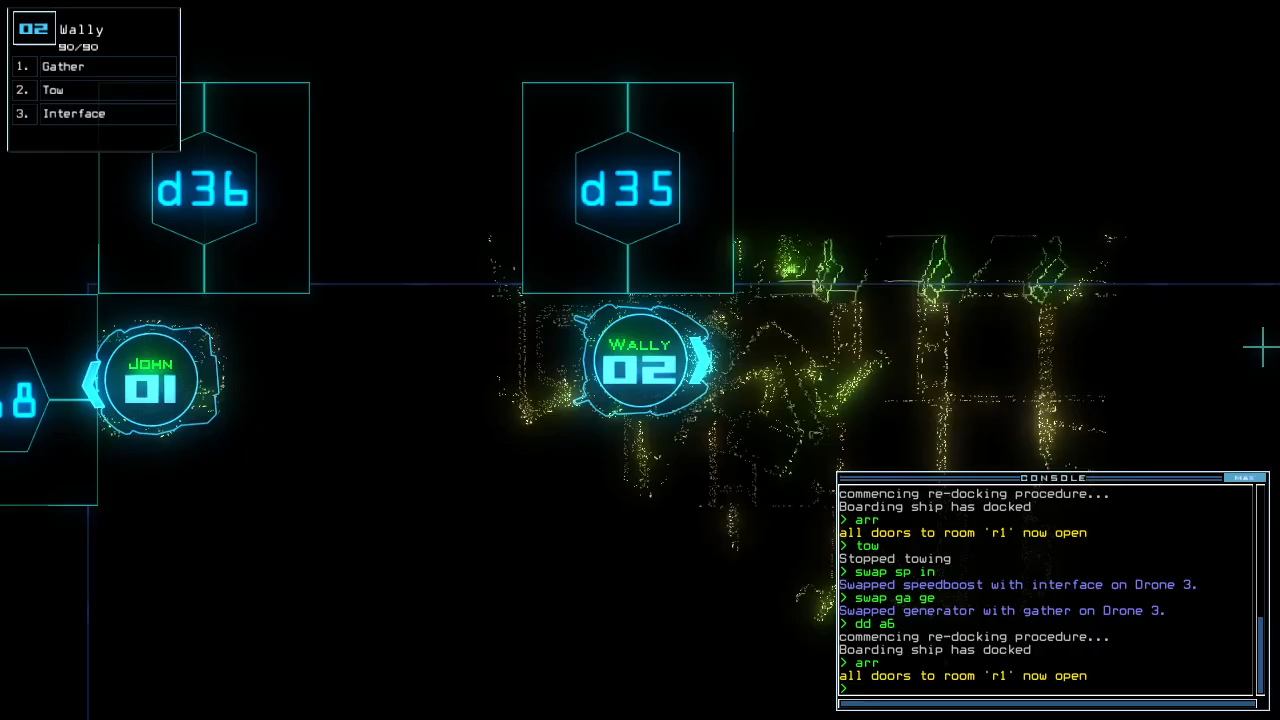 02 Wally
90/90
1. Gather
2. Tow
3. Interface
d36
d35
JOHN
01
WALLY
02
8
CONSOLE
MAX
commencing re-docking procedure...
Boarding ship has docked
> arr
all doors to room 'r1' now open
> tow
Stopped towing
> swap sp in
Swapped speedboost with interface on Drone 3.
> swap ga ge
Swapped generator with gather on Drone 3.
> dd a6
commencing re-docking procedure...
Boarding ship has docked
> arr
all doors to room 'r1' now open
>